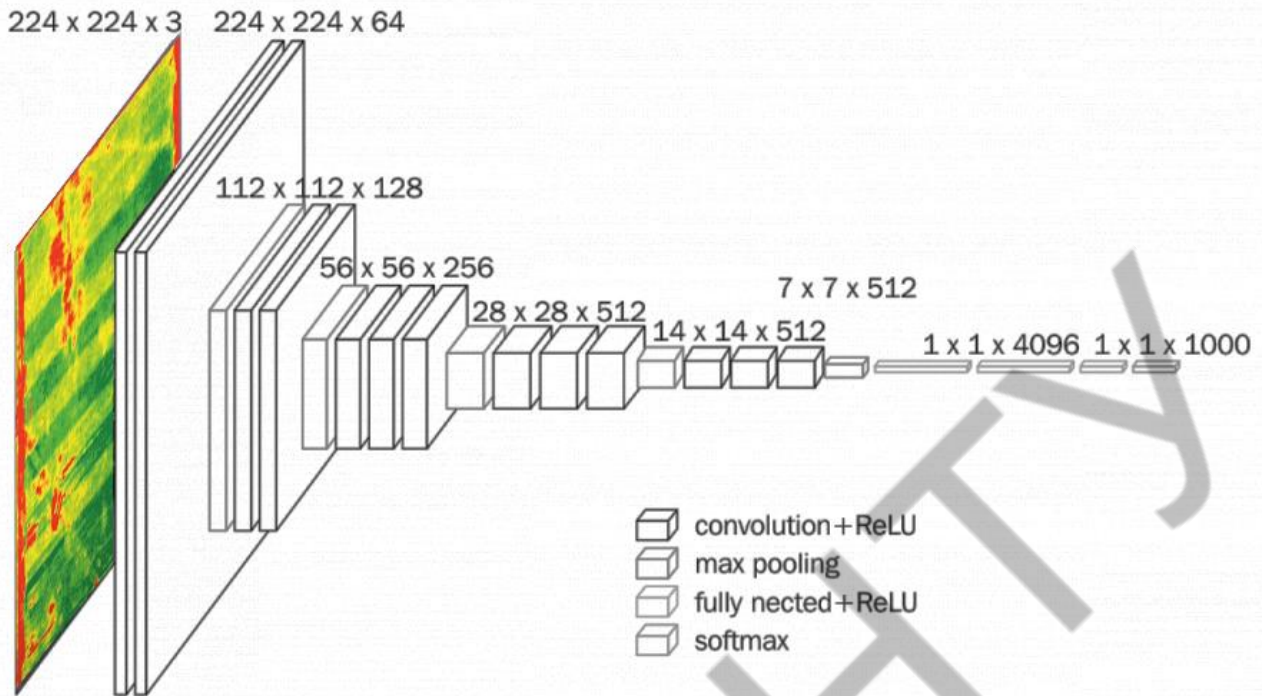 224 x 224 x 3 224 x 224 x 64
112 x 112 x 128
56 x 56 x 256
28 x 28 x 512
14 x 14 x 512
7 x 7 x 512
1 x 1 x 4096 1 x 1 x 1000
convolution+ReLU
max pooling
fully nected+ReLU
softmax
НТУ